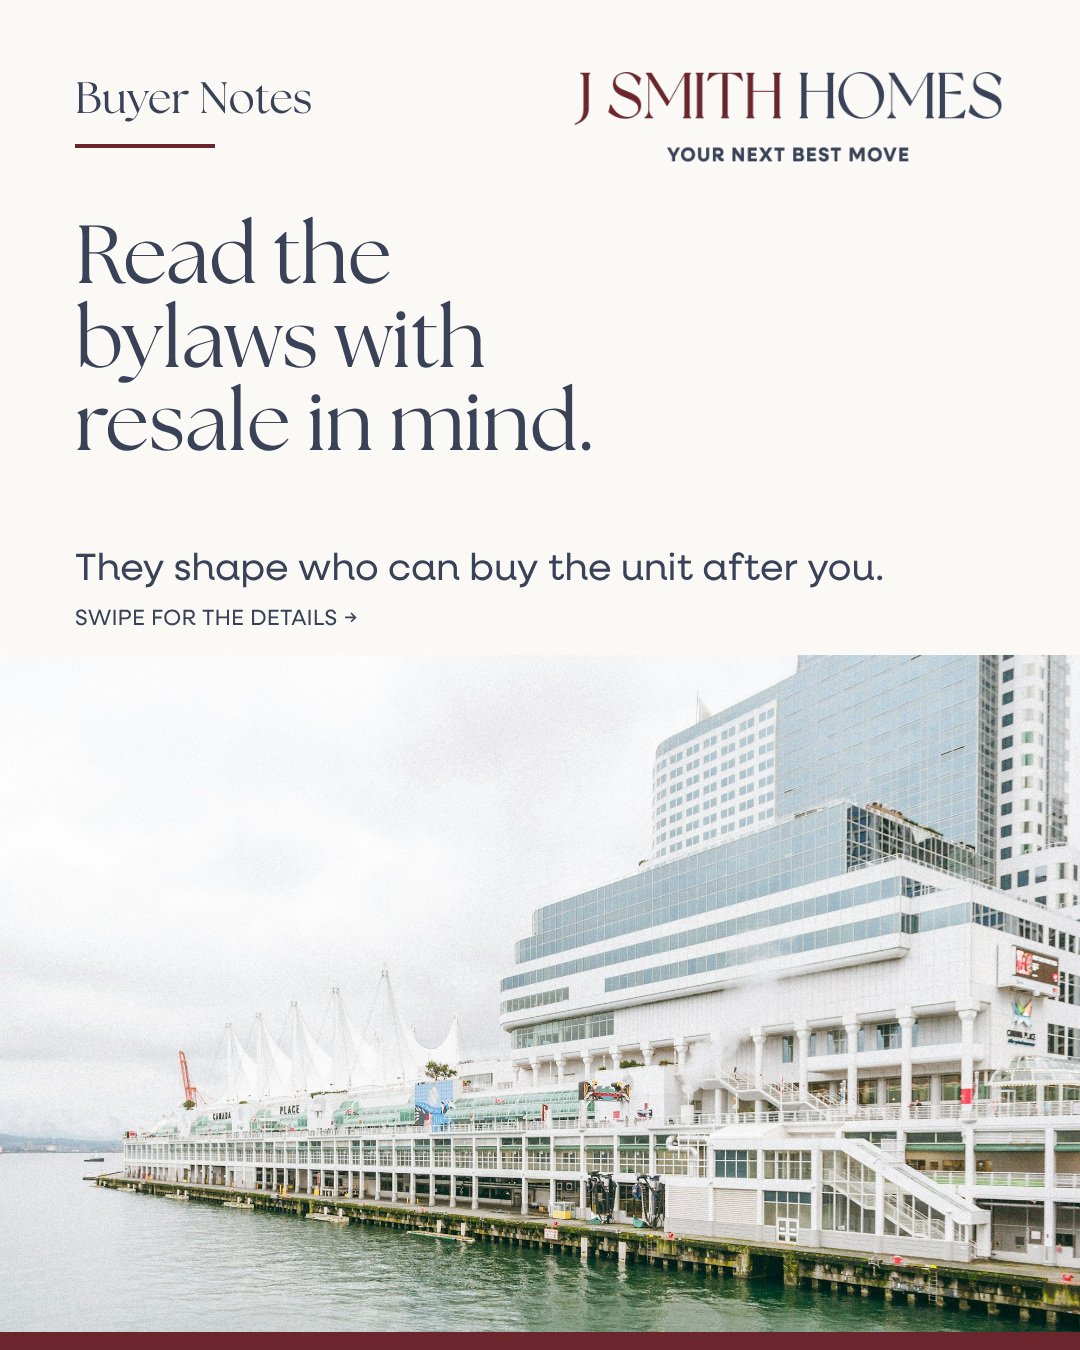 Buyer Notes
J SMITH HOMES
YOUR NEXT BEST MOVE
Read the
bylaws with
resale in mind.
They shape who can buy the unit after you.
SWIPE FOR THE DETAILS →
CANADA
PLACE